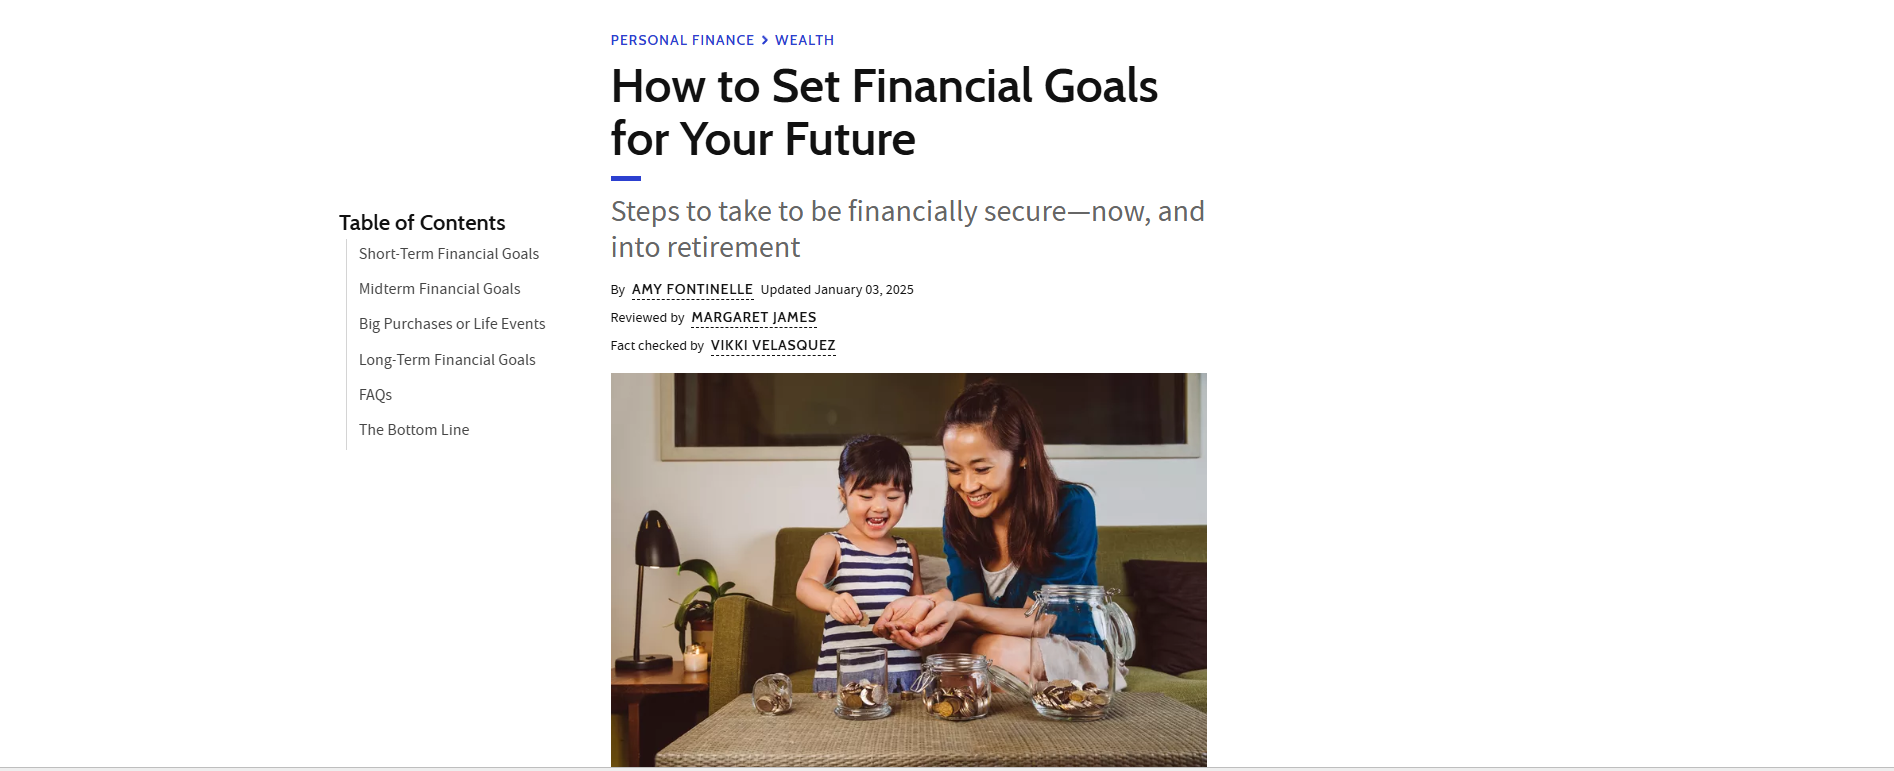 PERSONAL FINANCE > WEALTH
How to Set Financial Goals
for Your Future
Steps to take to be financially secure—now, and
into retirement
By AMY FONTINELLE Updated January 03, 2025
Reviewed by MARGARET JAMES
Fact checked by VIKKI VELASQUEZ
Table of Contents
Short-Term Financial Goals
Midterm Financial Goals
Big Purchases or Life Events
Long-Term Financial Goals
FAQs
The Bottom Line